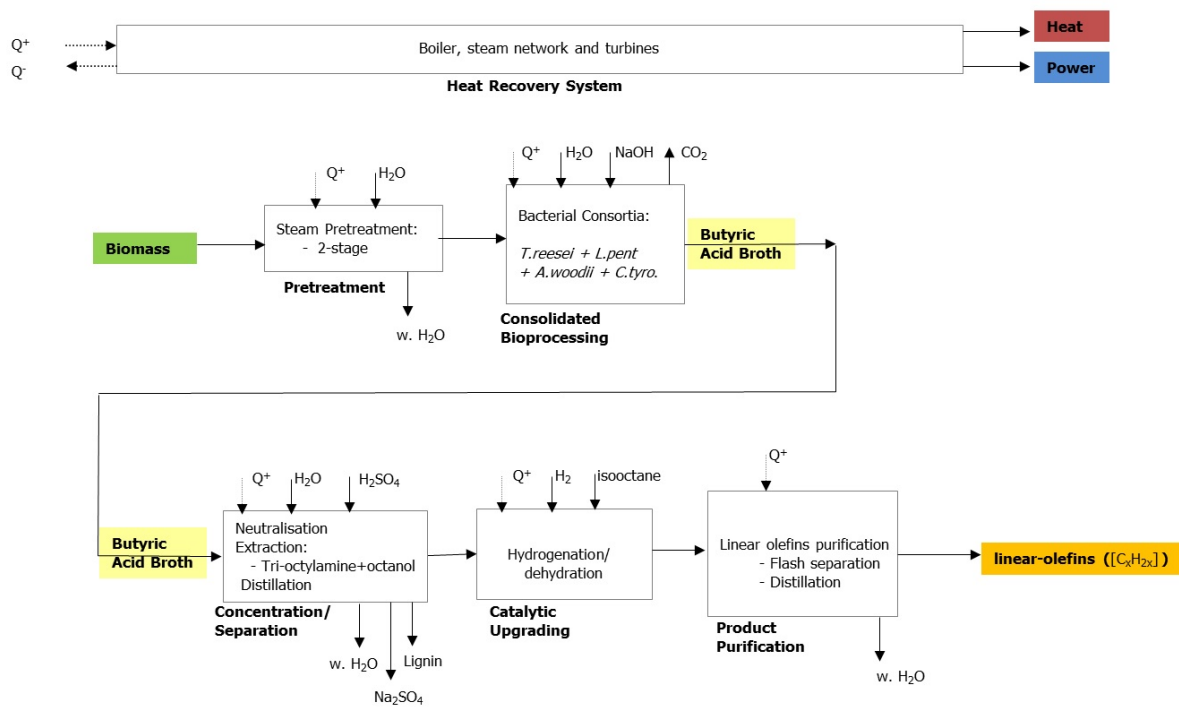 Q⁺
Q⁻
Boiler, steam network and turbines
Heat Recovery System
Heat
Power
Q⁺
H₂O
Q⁺
H₂O
NaOH
CO₂
Biomass
Steam Pretreatment:
- 2-stage
Pretreatment
w. H₂O
Bacterial Consortia:
T.reesei + L.pent
+ A.woodii + C.tyro.
Consolidated
Bioprocessing
Butyric
Acid Broth
Q⁺
H₂O
H₂SO₄
Q⁺
H₂
isooctane
Q⁺
Butyric
Acid Broth
Neutralisation
Extraction:
- Tri-octylamine+octanol
Distillation
Concentration/
Separation
w. H₂O
Na₂SO₄
Lignin
Hydrogenation/
dehydration
Catalytic
Upgrading
Linear olefins purification
- Flash separation
- Distillation
Product
Purification
w. H₂O
linear-olefins ([CₓH₂ₓ])